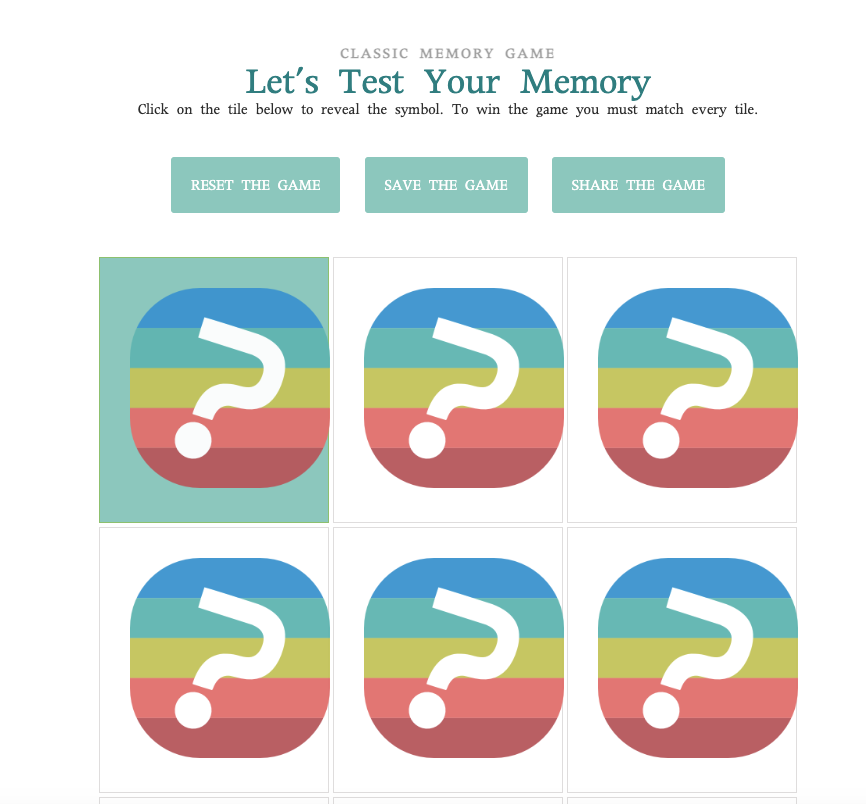 CLASSIC MEMORY GAME
Let's Test Your Memory
Click on the tile below to reveal the symbol. To win the game you must match every tile.
RESET THE GAME
SAVE THE GAME
SHARE THE GAME
?
?
?
?
?
?